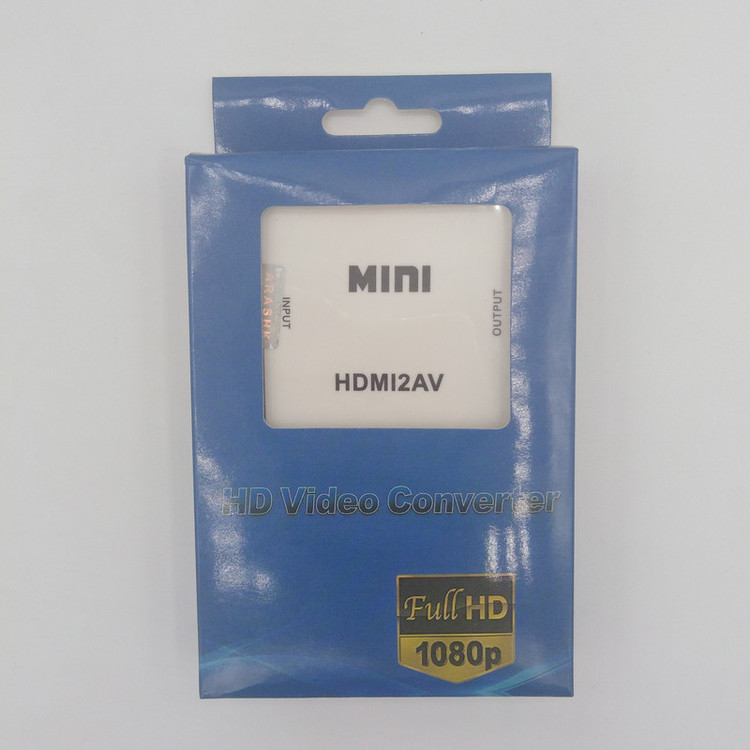 MINI
INPUT
OUTPUT
HDMI2AV
HD Video Converter
Full HD
1080p